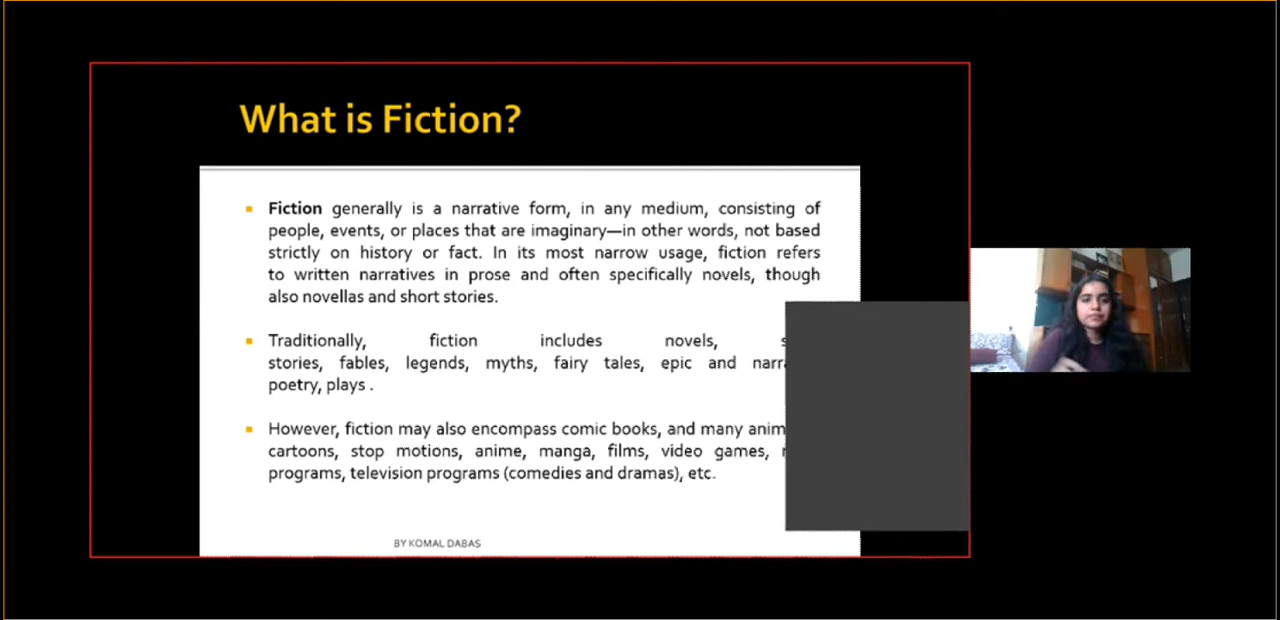 What is Fiction?
Fiction generally is a narrative form, in any medium, consisting of
people, events, or places that are imaginary—in other words, not based
strictly on history or fact. In its most narrow usage, fiction refers
to written narratives in prose and often specifically novels, though
also novellas and short stories.
Traditionally, fiction includes novels,
stories, fables, legends, myths, fairy tales, epic and
poetry, plays .
However, fiction may also encompass comic books, and many
cartoons, stop motions, anime, manga, films, video games,
programs, television programs (comedies and dramas), etc.
BY KOMAL DABAS